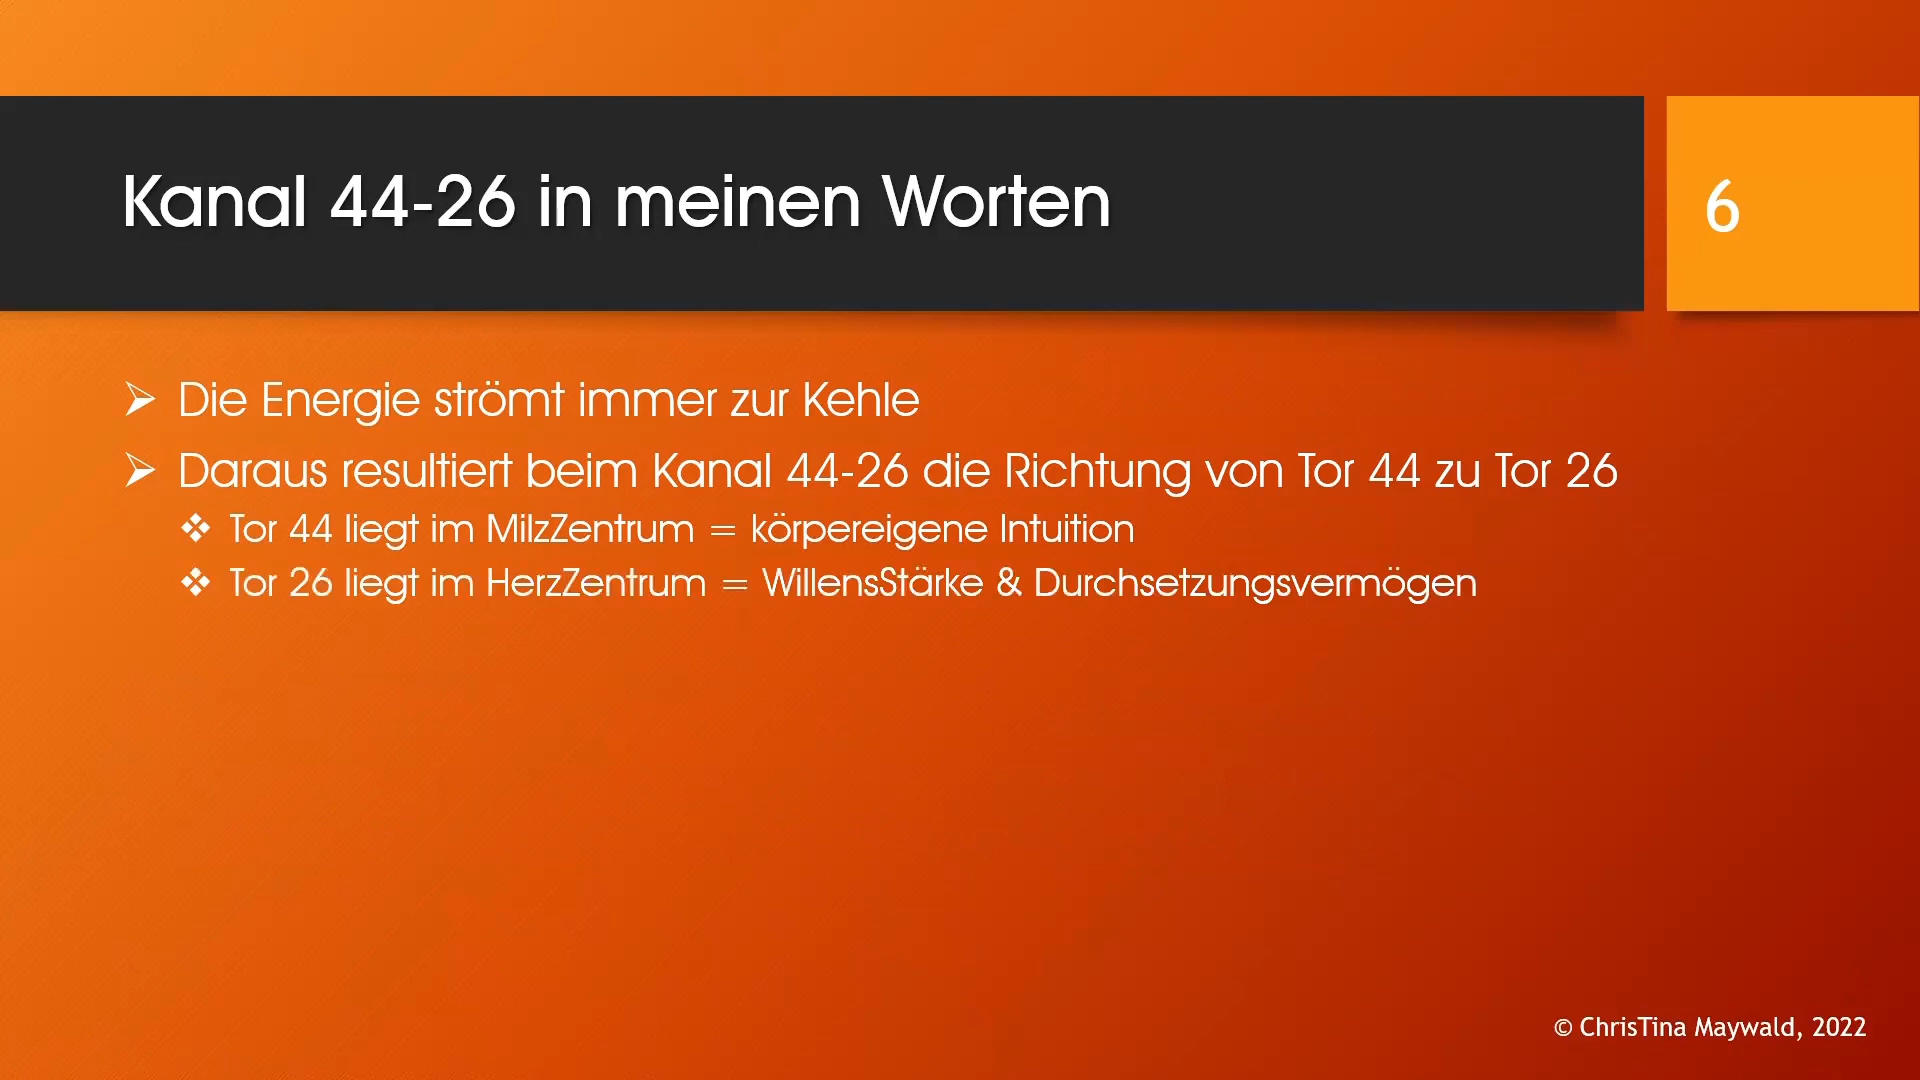 Kanal 44-26 in meinen Worten
6
Die Energie strömt immer zur Kehle
Daraus resultiert beim Kanal 44-26 die Richtung von Tor 44 zu Tor 26
Tor 44 liegt im MilzZentrum = körpereigene Intuition
Tor 26 liegt im HerzZentrum = WillensStärke & Durchsetzungsvermögen
© ChrisTina Maywald, 2022